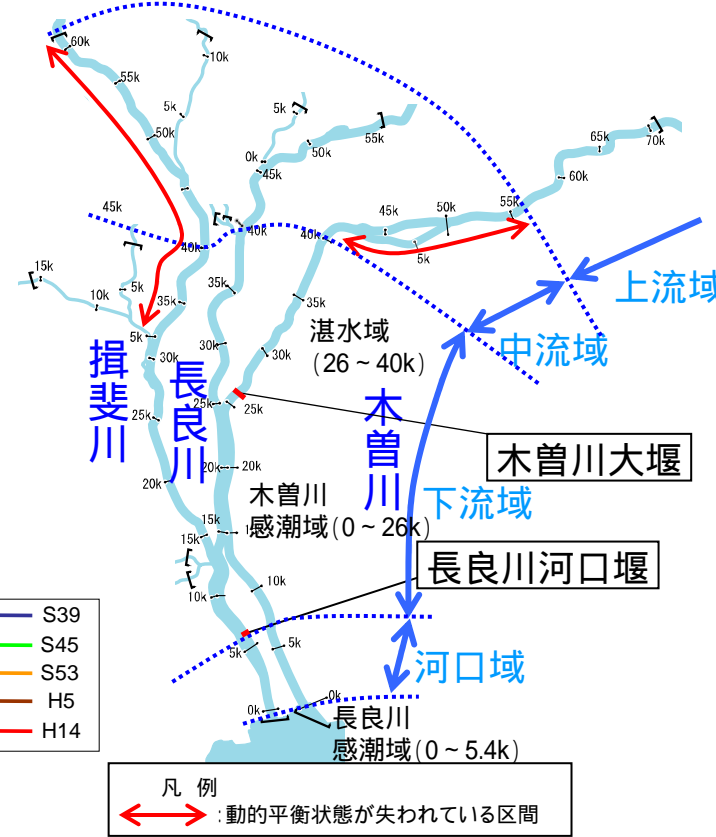 60k
10k
55k
5k
50k
5k
55k
50k
0k
45k
65k
70k
60k
55k
50k
45k
45k
40k
40k
40k
5k
15k
5k
10k
35k
35k
35k
上流域
湛水域
(26～40k)
中流域
5k
30k
30k
30k
揖斐川
長良川
木曽川
25k
25k
25k
木曽川大堰
20k
20k
20k
木曽川
感潮域(0～26k)
下流域
15k
15k
長良川河口堰
10k
10k
5k
5k
河口域
0k
0k
長良川
感潮域(0～5.4k)
S39
S45
S53
H5
H14
凡 例
:動的平衡状態が失われている区間